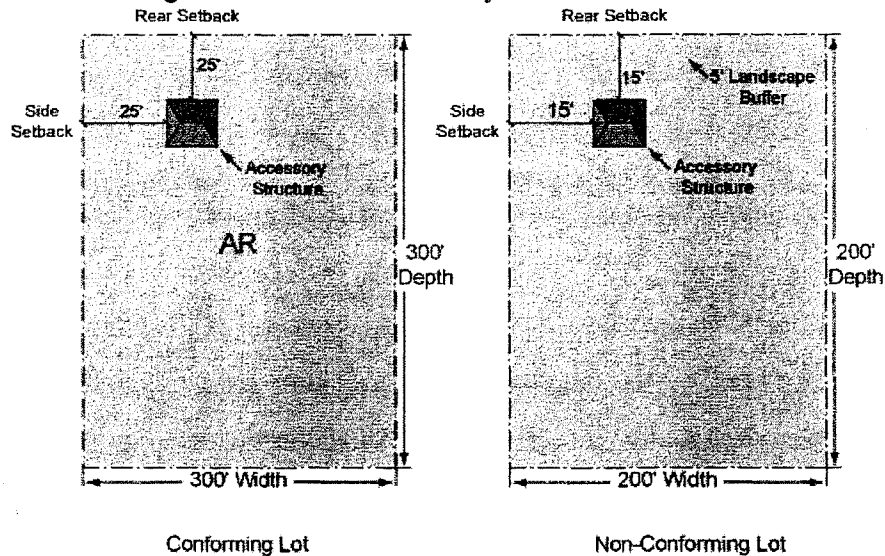 Rear Setback
25'
Side
Setback
25'
Accessory
Structure
AR
300'
Depth
300' Width
Conforming Lot
Rear Setback
15'
5' Landscape
Buffer
Side
Setback
15'
Accessory
Structure
200'
Depth
200' Width
Non-Conforming Lot